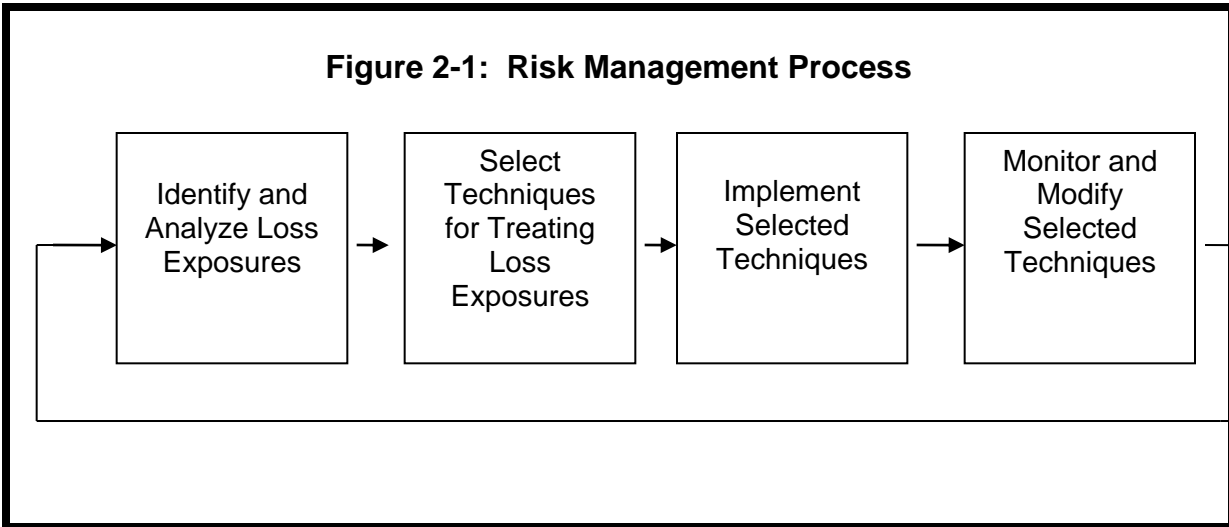 Figure 2-1:  Risk Management Process
Identify and
Analyze Loss
Exposures
Select
Techniques
for Treating
Loss
Exposures
Implement
Selected
Techniques
Monitor and
Modify
Selected
Techniques